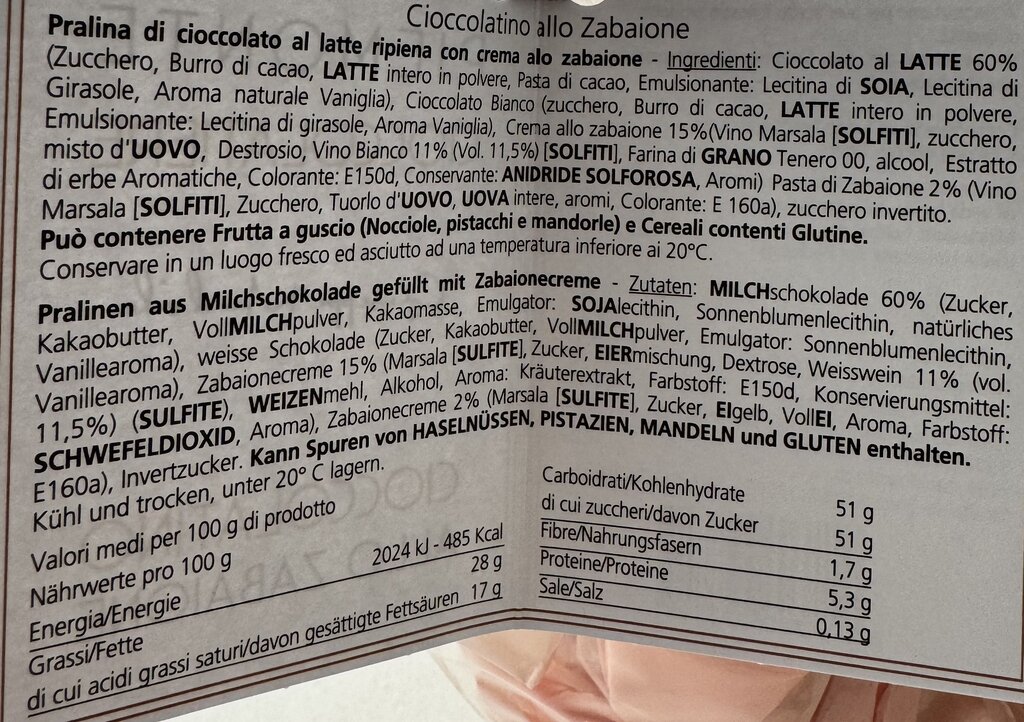 Cioccolatino allo Zabaione
Pralina di cioccolato al latte ripiena con crema alo zabaione - Ingredienti: Cioccolato al LATTE 60%
(Zucchero, Burro di cacao, LATTE intero in polvere, Pasta di cacao, Emulsionante: Lecitina di SOIA, Lecitina di
Girasole, Aroma naturale Vaniglia), Cioccolato Bianco (zucchero, Burro di cacao, LATTE intero in polvere,
Emulsionante: Lecitina di girasole, Aroma Vaniglia), Crema allo zabaione 15%(Vino Marsala [SOLFITI], zucchero,
misto d'UOVO, Destrosio, Vino Bianco 11% (Vol. 11,5%) [SOLFITI], Farina di GRANO Tenero 00, alcool, Estratto
di erbe Aromatiche, Colorante: E150d, Conservante: ANIDRIDE SOLFOROSA, Aromi) Pasta di Zabaione 2% (Vino
Marsala [SOLFITI], Zucchero, Tuorlo d'UOVO, UOVA intere, aromi, Colorante: E 160a), zucchero invertito.
Può contenere Frutta a guscio (Nocciole, pistacchi e mandorle) e Cereali contenti Glutine.
Conservare in un luogo fresco ed asciutto ad una temperatura inferiore ai 20°C.
Pralinen aus Milchschokolade gefüllt mit Zabaionecreme - Zutaten: MILCHschokolade 60% (Zucker,
Kakaobutter, VollMILCHpulver, Kakaomasse, Emulgator: SOJAlecithin, Sonnenblumenlecithin, natürliches
Vanillearoma), weisse Schokolade (Zucker, Kakaobutter, VollMILCHpulver, Emulgator: Sonnenblumenlecithin,
Vanillearoma), Zabaionecreme 15% (Marsala [SULFITE], Zucker, EIERmischung, Dextrose, Weisswein 11% (vol.
11,5%) (SULFITE), WEIZENmehl, Alkohol, Aroma: Kräuterextrakt, Farbstoff: E150d, Konservierungsmittel:
SCHWEFELDIOXID, Aroma), Zabaionecreme 2% (Marsala [SULFITE], Zucker, EIgelb, VollEI, Aroma, Farbstoff:
E160a), Invertzucker. Kann Spuren von HASELNÜSSEN, PISTAZIEN, MANDELN und GLUTEN enthalten.
Kühl und trocken, unter 20° C lagern.
Valori medi per 100 g di prodotto
Nährwerte pro 100 g
Energia/Energie 2024 kJ - 485 Kcal
Grassi/Fette 28 g
di cui acidi grassi saturi/davon gesättigte Fettsäuren 17 g
Carboidrati/Kohlenhydrate 51 g
di cui zuccheri/davon Zucker 51 g
Fibre/Nahrungsfasern 1,7 g
Proteine/Proteine 5,3 g
Sale/Salz 0,13 g